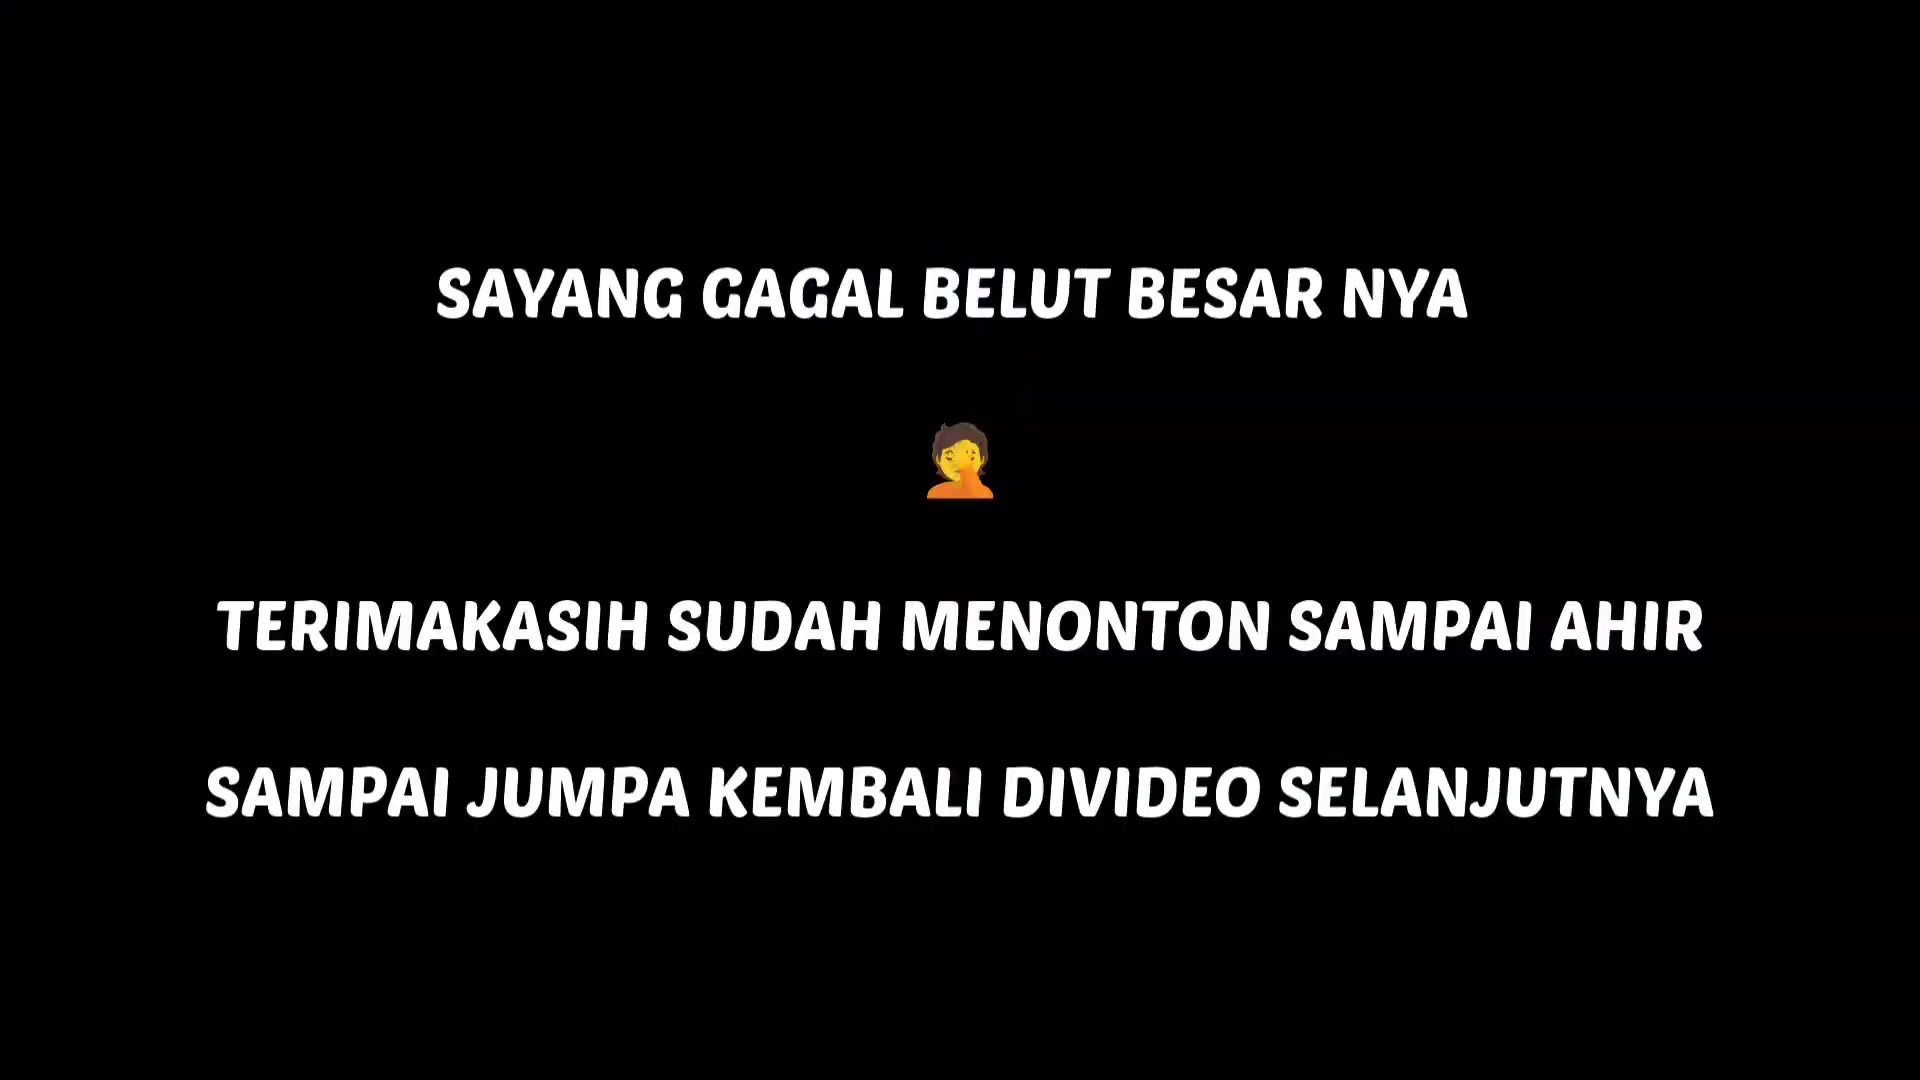 SAYANG GAGAL BELUT BESAR NYA
🤦
TERIMAKASIH SUDAH MENONTON SAMPAI AHIR
SAMPAI JUMPA KEMBALI DIVIDEO SELANJUTNYA